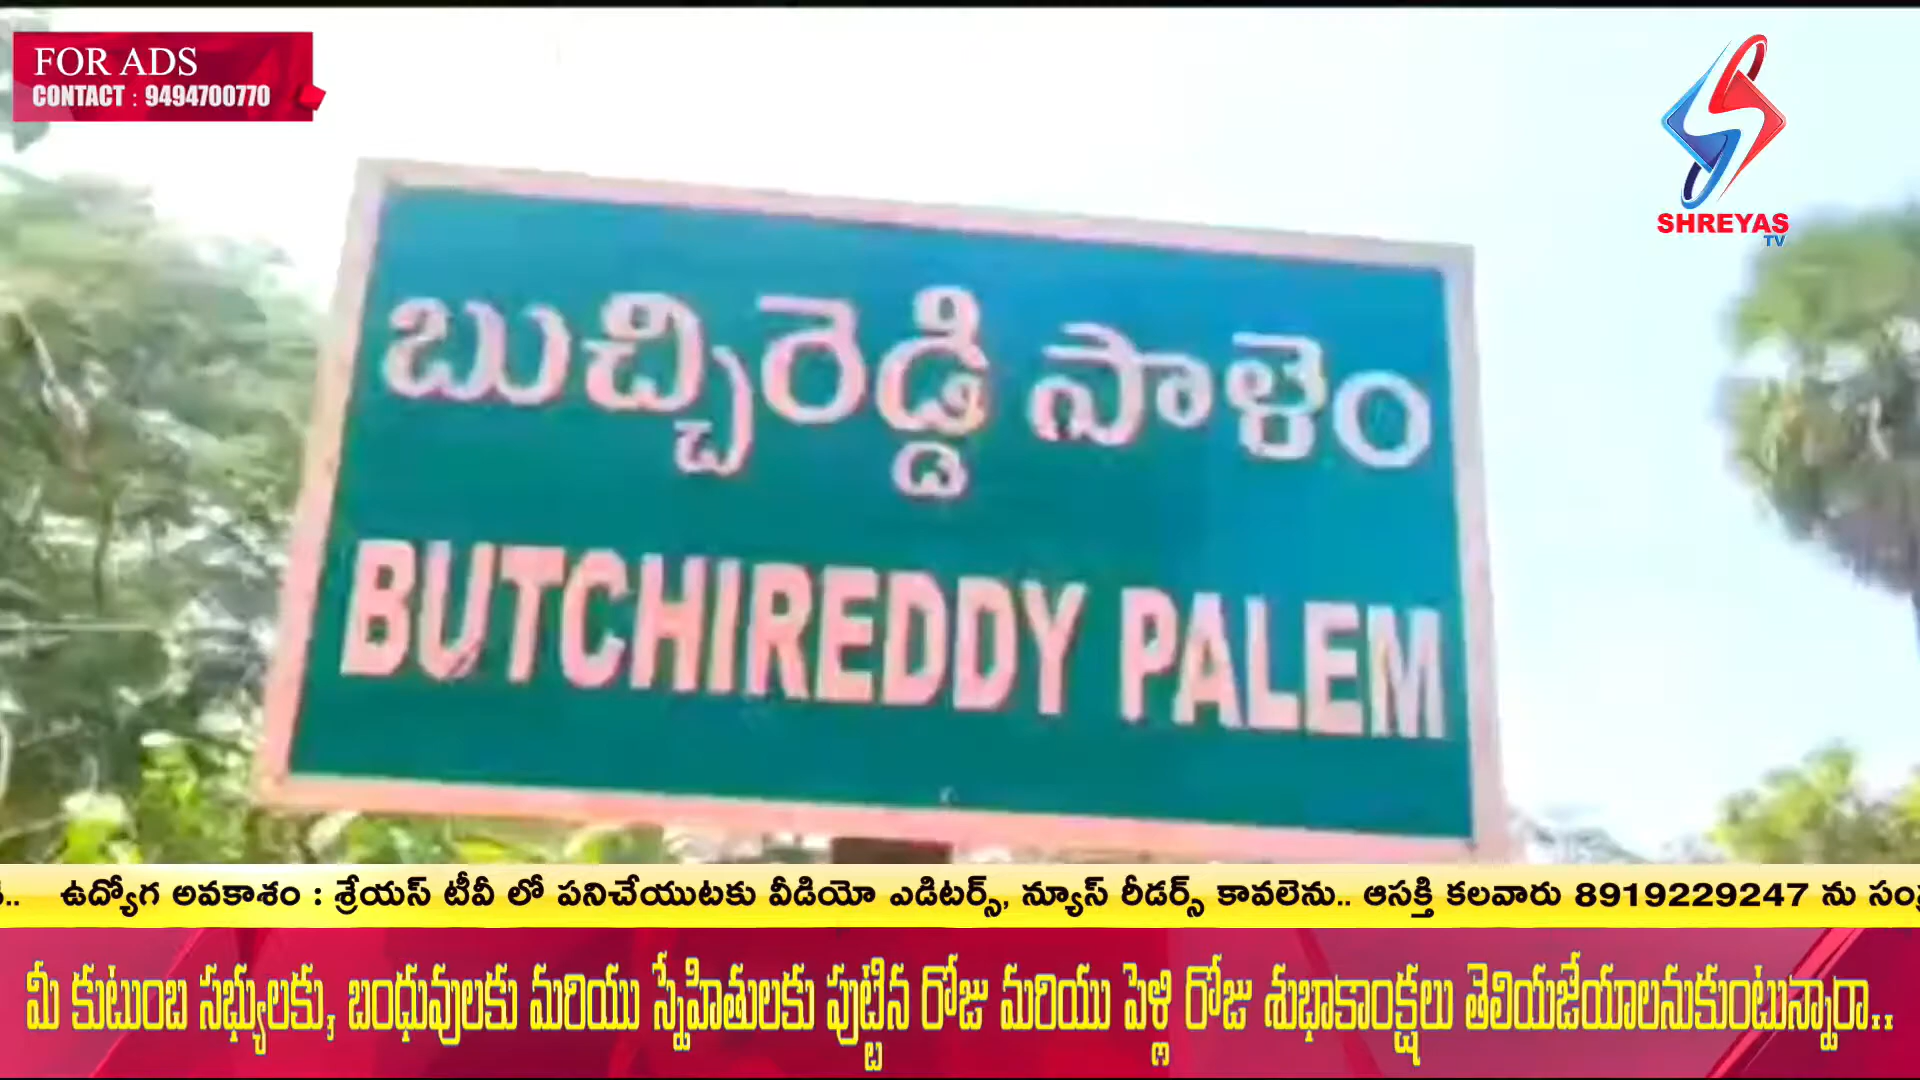 FOR ADS
CONTACT : 9494700770
SHREYAS
TV
బుచ్చిరెడ్డి పాళెం
BUTCHIREDDY PALEM
ఉద్యోగ అవకాశం : శ్రేయస్ టీవీ లో పనిచేయుటకు వీడియో ఎడిటర్స్, న్యూస్ రీడర్స్ కావలెను.. ఆసక్తి కలవారు 8919229247 ను
మీ కుటుంబ సభ్యులకు, బంధువులకు మరియు స్నేహితులకు పుట్టిన రోజు మరియు పెళ్లి రోజు శుభాకాంక్షలు తెలియజేయాలనుకుంటున్నారా..